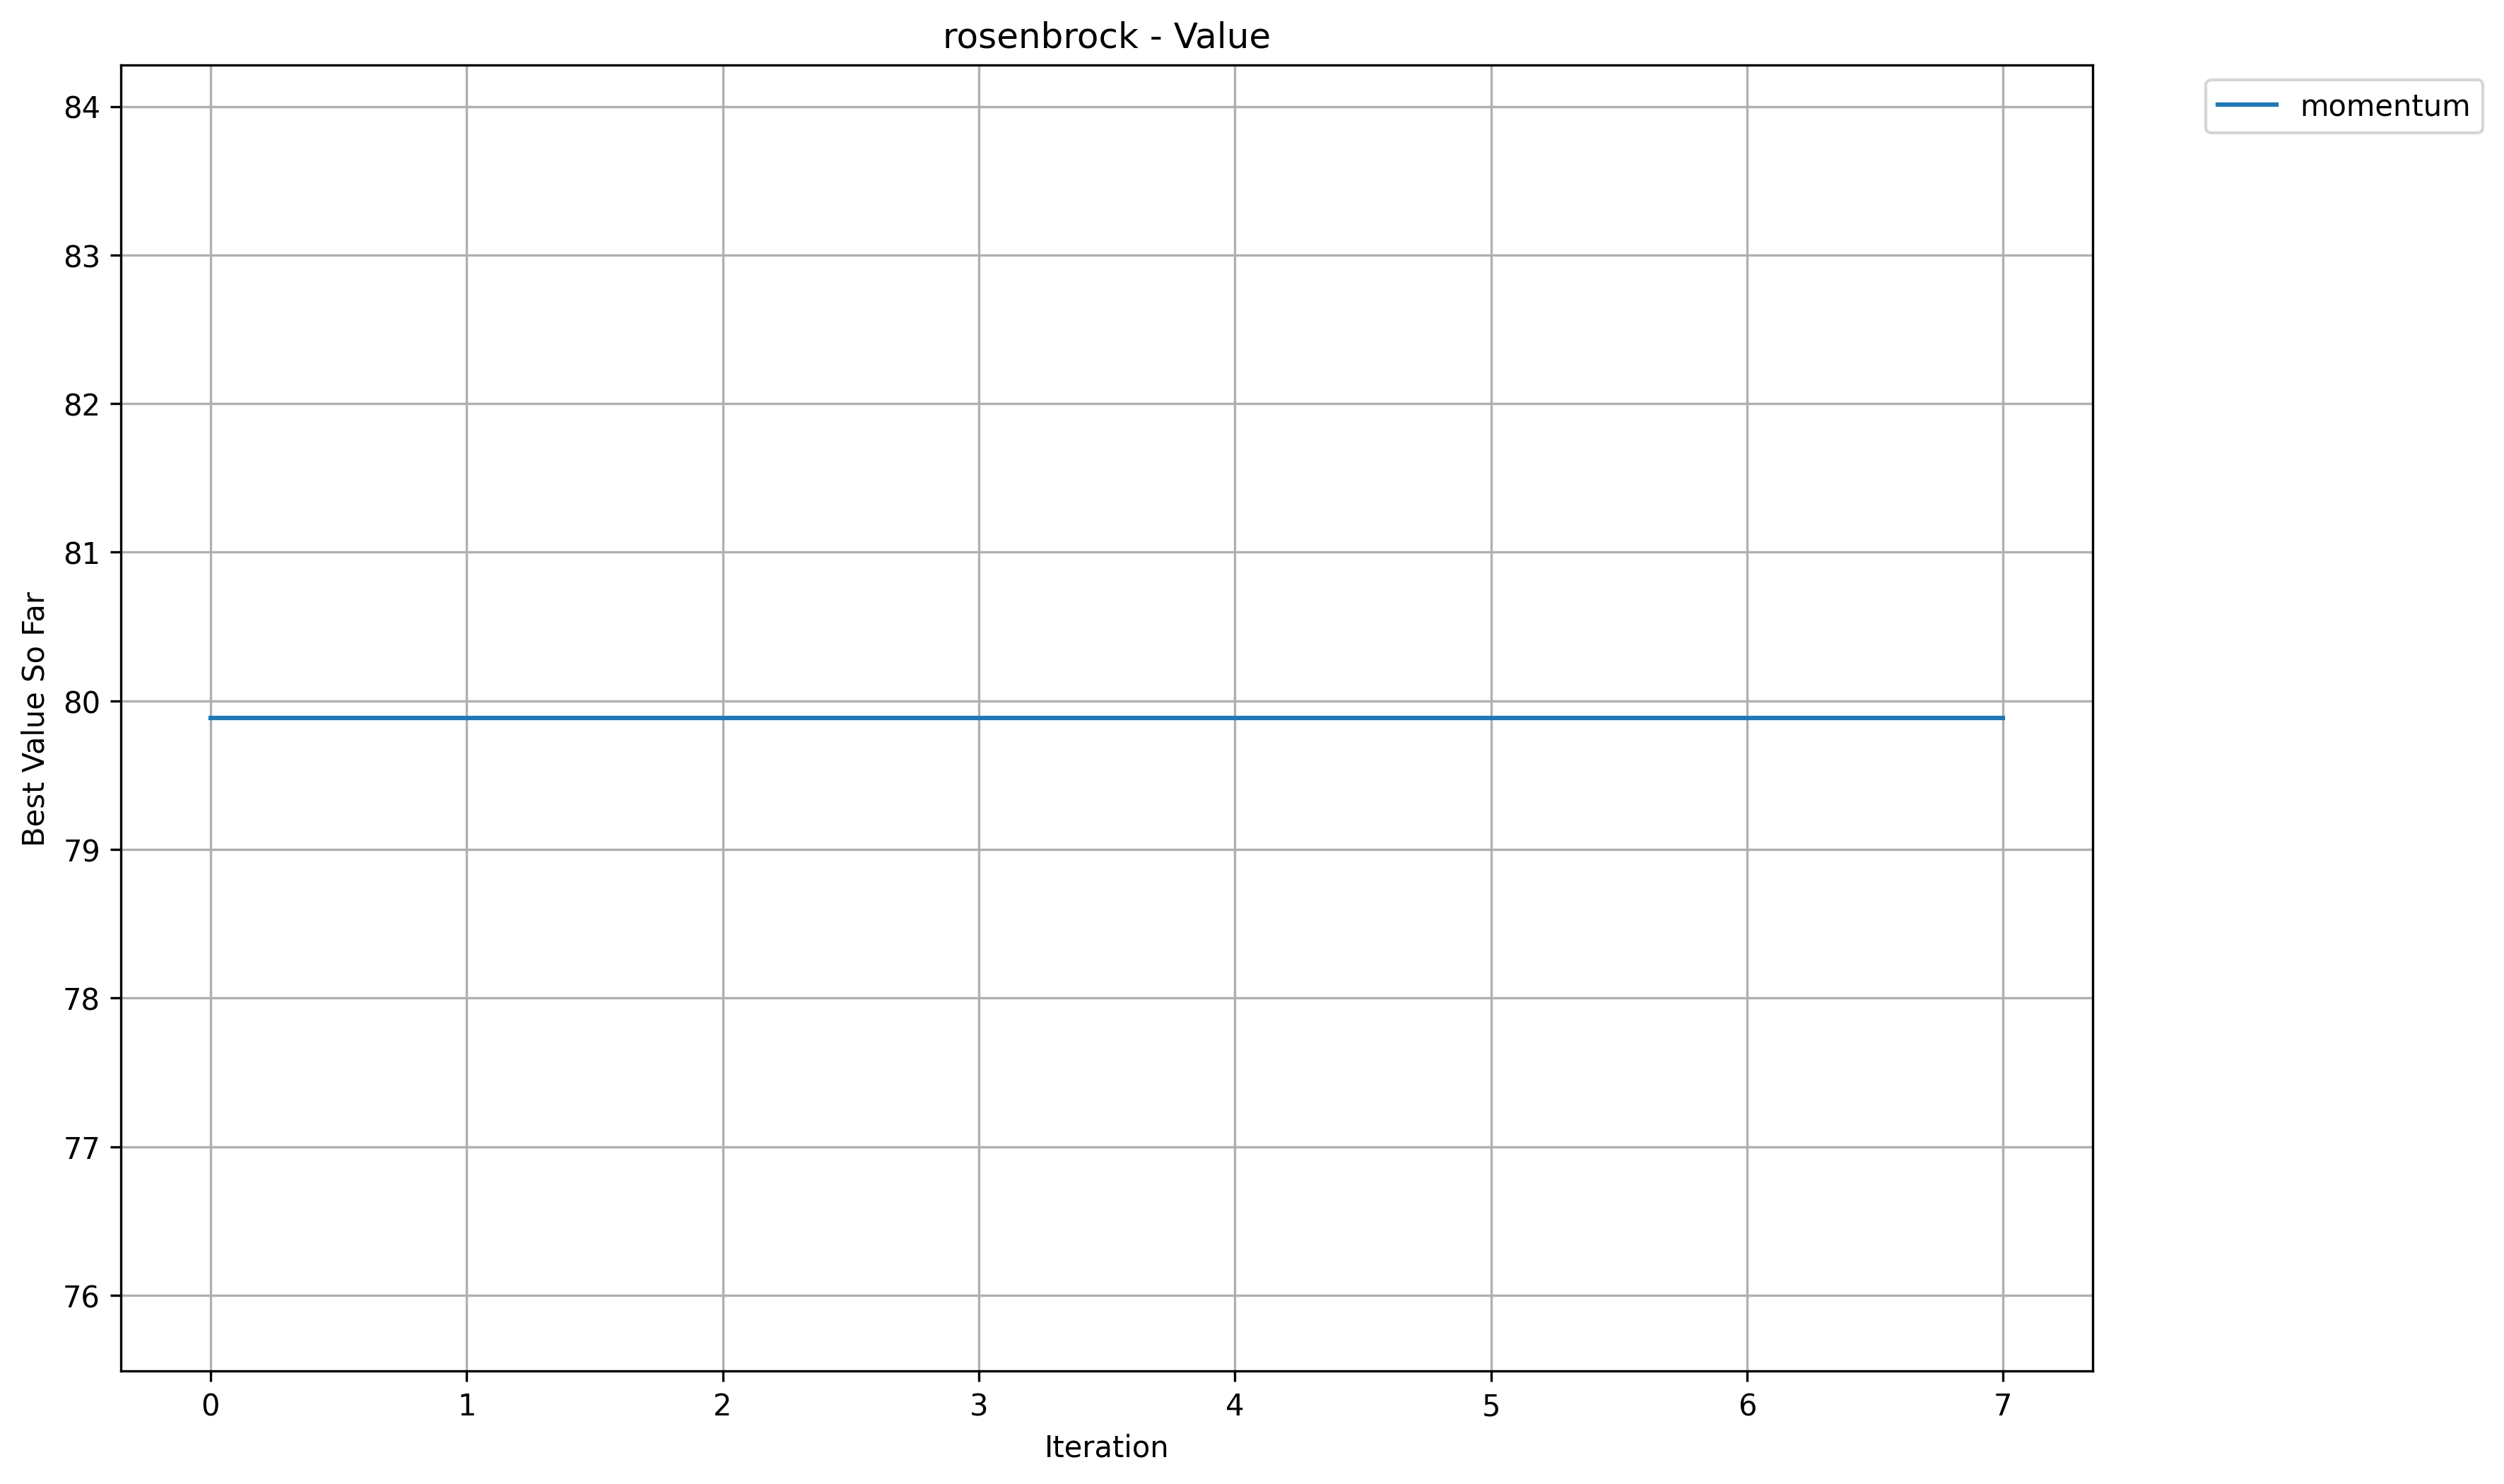 rosenbrock - Value
momentum
Best Value So Far
84
83
82
81
80
79
78
77
76
0 1 2 3 4 5 6 7
Iteration